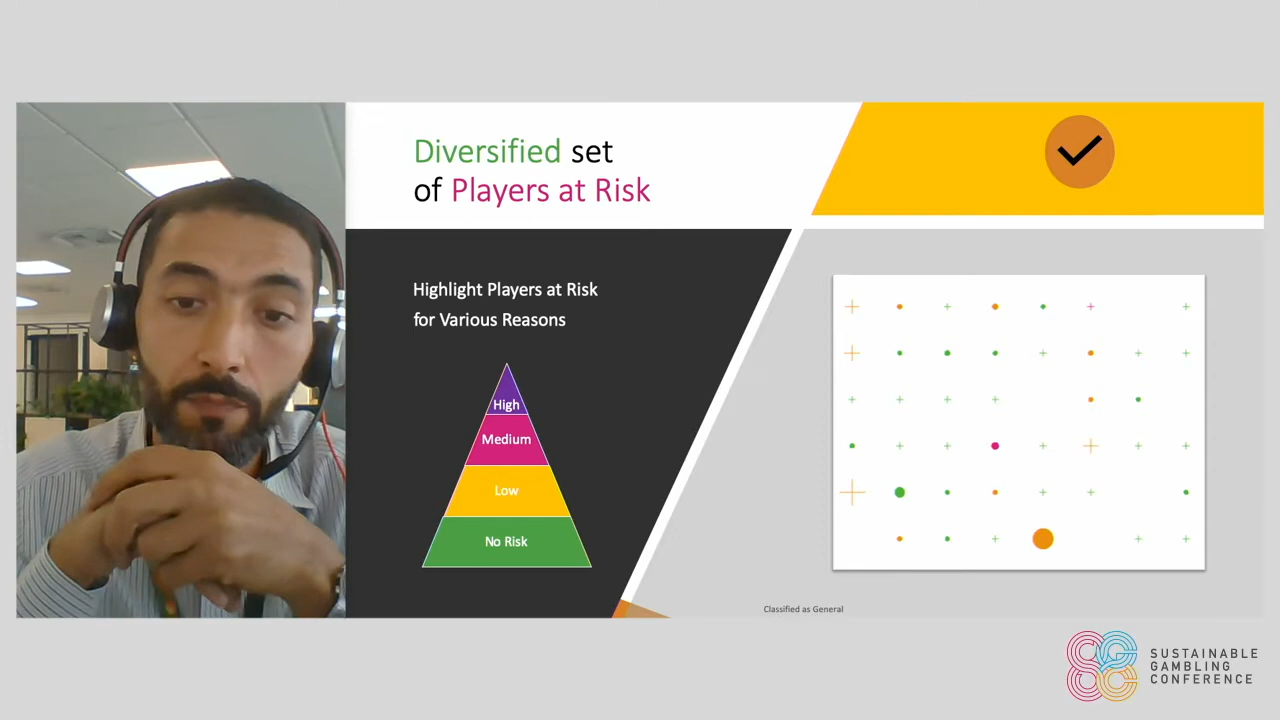 Diversified set
of Players at Risk
Highlight Players at Risk
for Various Reasons
High
Medium
Low
No Risk
Classified as General
SUSTAINABLE
GAMBLING
CONFERENCE